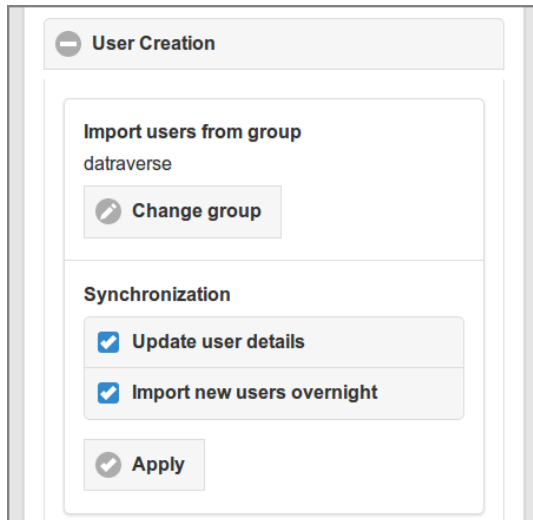 User Creation
Import users from group
datraverse
Change group
Synchronization
Update user details
Import new users overnight
Apply